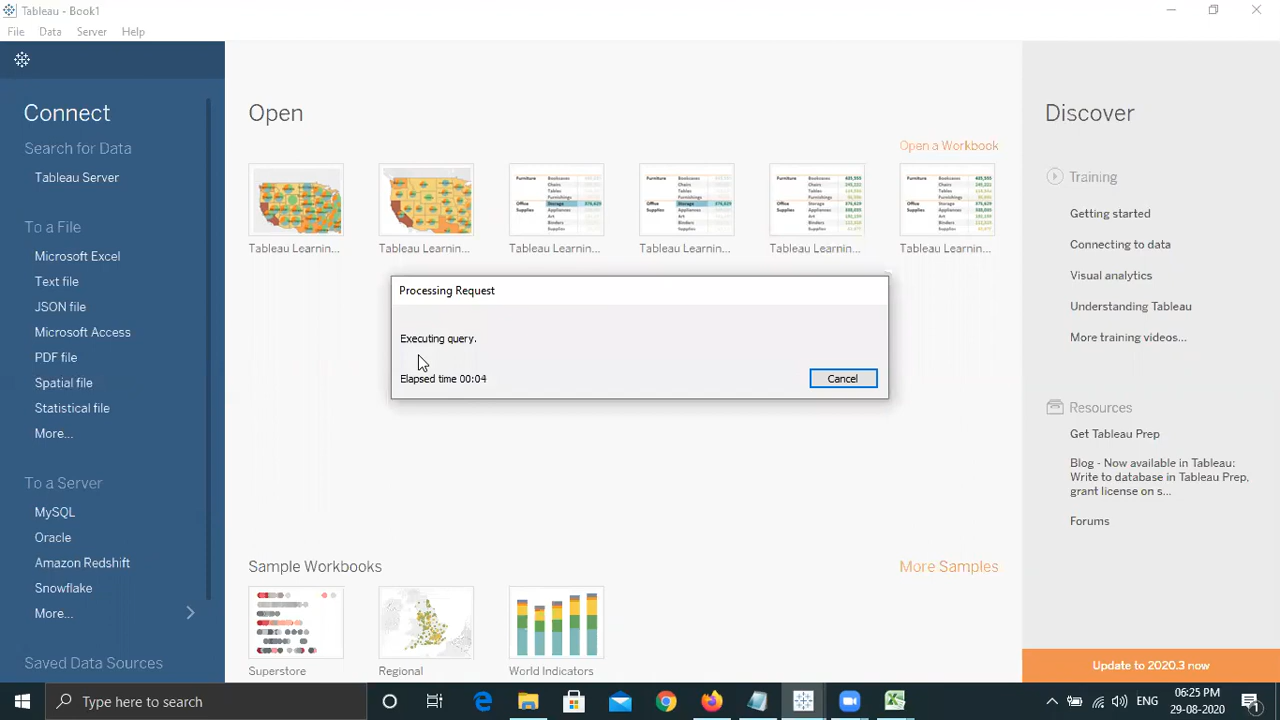 Tableau - Book1
File Data Server Help
Connect
Search for Data
Tableau Server
To a File
Microsoft Excel
Text file
JSON file
Microsoft Access
PDF file
Spatial file
Statistical file
More...
To a Server
MySQL
Oracle
Amazon Redshift
Snowflake
More...
Saved Data Sources
Open
Open a Workbook
Tableau Learnin...
Tableau Learnin...
Tableau Learnin...
Tableau Learnin...
Tableau Learnin...
Tableau Learnin...
Processing Request
Executing query.
Elapsed time 00:04
Cancel
Sample Workbooks
More Samples
Superstore
Regional
World Indicators
Discover
Training
Getting started
Connecting to data
Visual analytics
Understanding Tableau
More training videos...
Resources
Get Tableau Prep
Blog - Now available in Tableau:
Write to database in Tableau Prep,
grant license on s...
Forums
Update to 2020.3 now
Type here to search
ENG
06:25 PM
29-08-2020